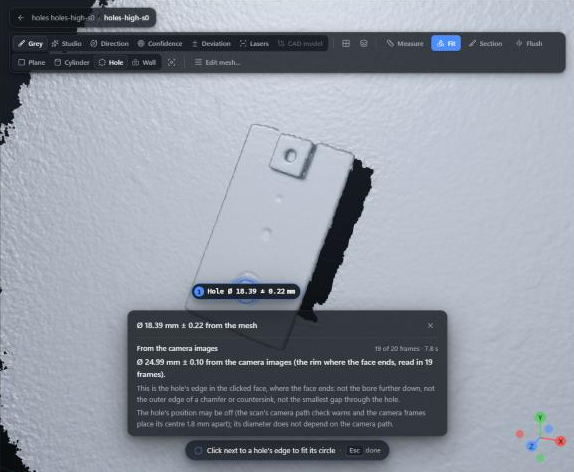 holes holes-high-s0 / holes-high-s0
Grey Studio Direction Confidence Deviation Lasers CAD model Measure Fit Section Flush
Plane Cylinder Hole Wall Edit mesh...
1 Hole Ø 18.39 ± 0.22 mm
Ø 18.39 mm ± 0.22 from the mesh
From the camera images 19 of 20 frames · 7.8 s
Ø 24.99 mm ± 0.10 from the camera images (the rim where the face ends, read in 19
frames).
This is the hole's edge in the clicked face, where the face ends: not the bore further down, not
the outer edge of a chamfer or countersink, not the smallest gap through the hole.
The hole's position may be off (the scan's camera path check warns and the camera frames
place its centre 1.8 mm apart); its diameter does not depend on the camera path.
Click next to a hole's edge to fit its circle · Esc done
Y
X
Z